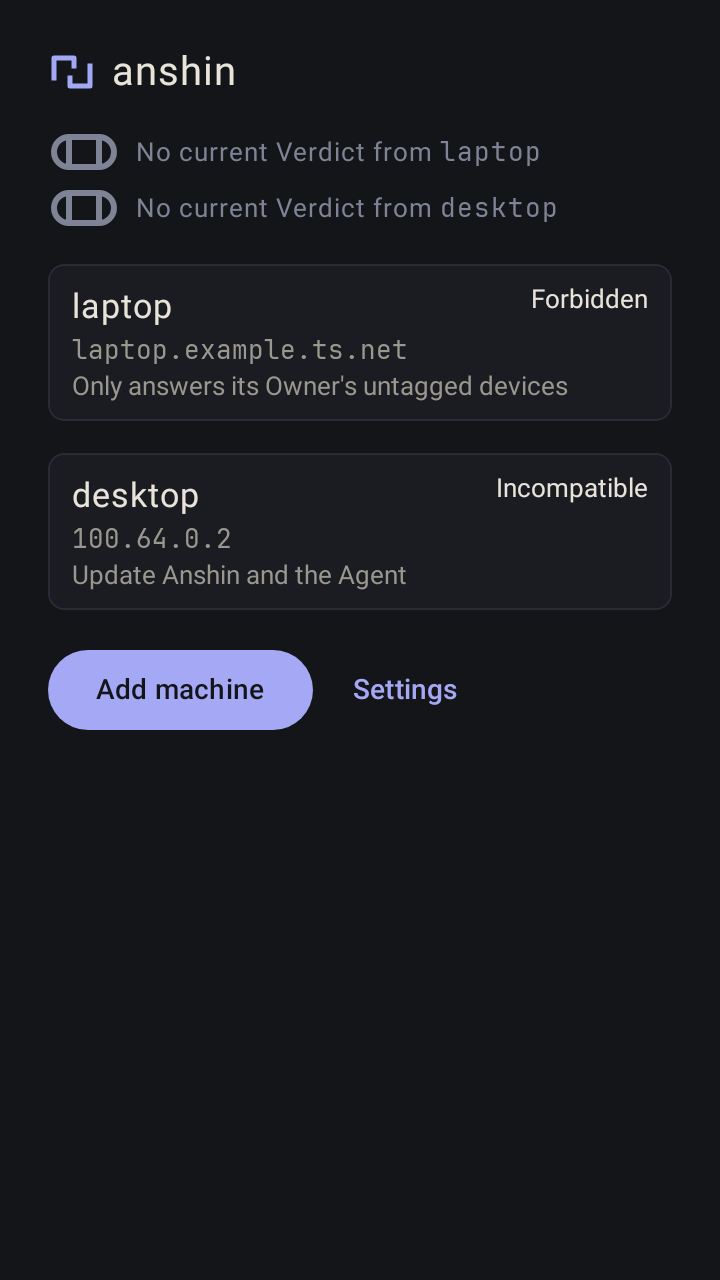 anshin
No current Verdict from laptop
No current Verdict from desktop
laptop
Forbidden
laptop.example.ts.net
Only answers its Owner's untagged devices
desktop
Incompatible
100.64.0.2
Update Anshin and the Agent
Add machine
Settings